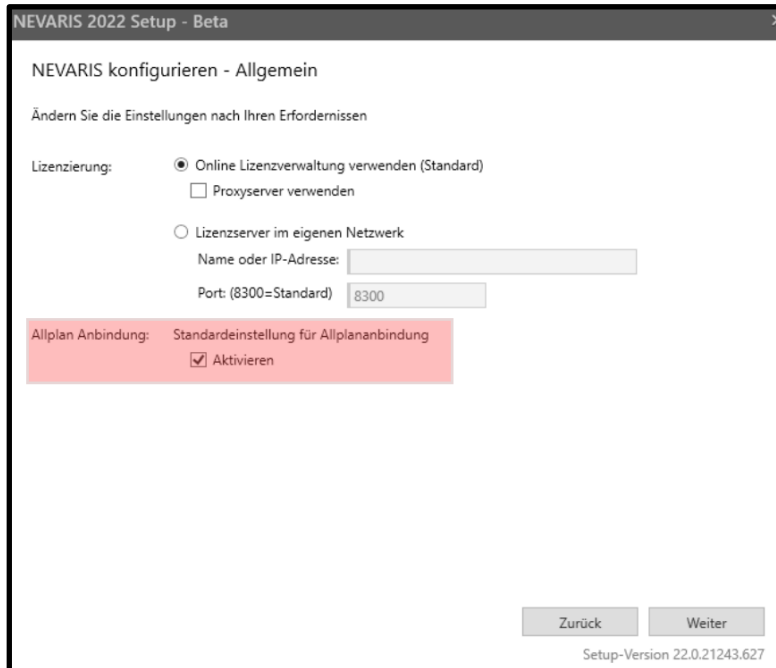 NEVARIS 2022 Setup - Beta
NEVARIS konfigurieren - Allgemein
Ändern Sie die Einstellungen nach Ihren Erfordernissen
Lizenzierung: Online Lizenzverwaltung verwenden (Standard)
Proxyserver verwenden
Lizenzserver im eigenen Netzwerk
Name oder IP-Adresse:
Port: (8300=Standard) 8300
Allplan Anbindung: Standardeinstellung für Allplananbindung
Aktivieren
Zurück Weiter
Setup-Version 22.0.21243.627